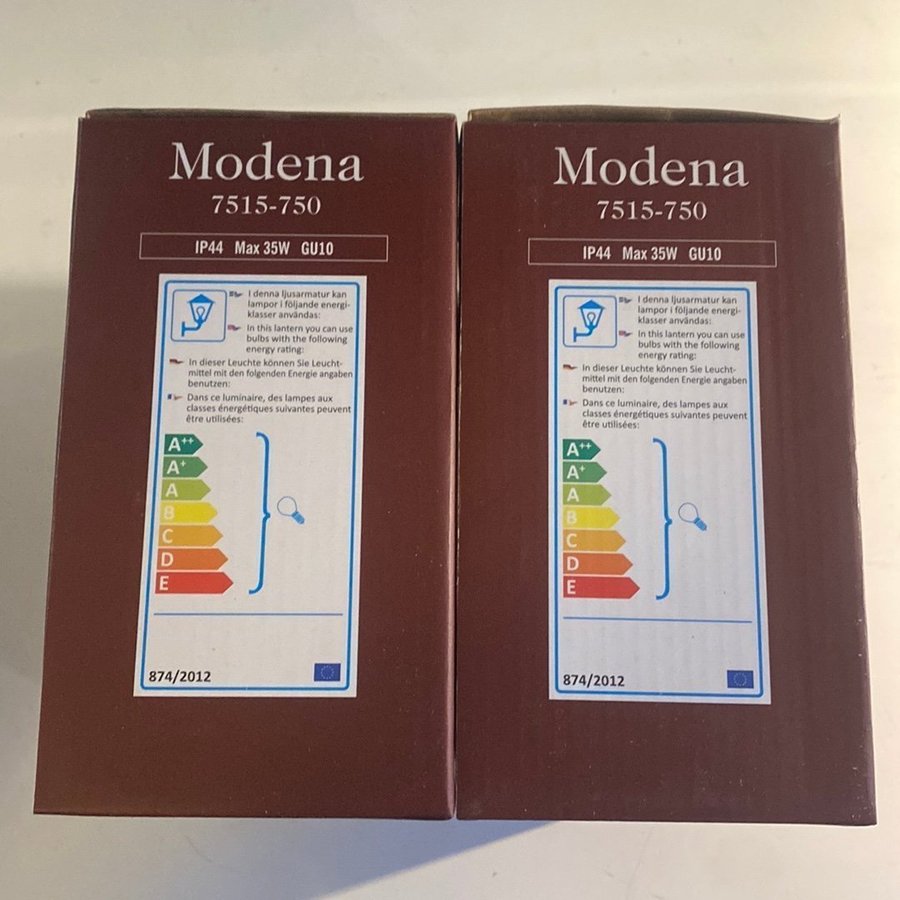 Modena
7515-750
IP44 Max 35W GU10
I denna ljusarmatur kan
lampor i följande energi-
klasser användas:
In this lantern you can use
bulbs with the following
energy rating:
In dieser Leuchte können Sie Leucht-
mittel mit den folgenden Energie angaben
benutzen:
Dans ce luminaire, des lampes aux
classes énergétiques suivantes peuvent
être utilisées:
A++
A+
A
B
C
D
E
874/2012
Modena
7515-750
IP44 Max 35W GU10
I denna ljusarmatur kan
lampor i följande energi-
klasser användas:
In this lantern you can use
bulbs with the following
energy rating:
In dieser Leuchte können Sie Leucht-
mittel mit den folgenden Energie angaben
benutzen:
Dans ce luminaire, des lampes aux
classes énergétiques suivantes peuvent
être utilisées:
A++
A+
A
B
C
D
E
874/2012